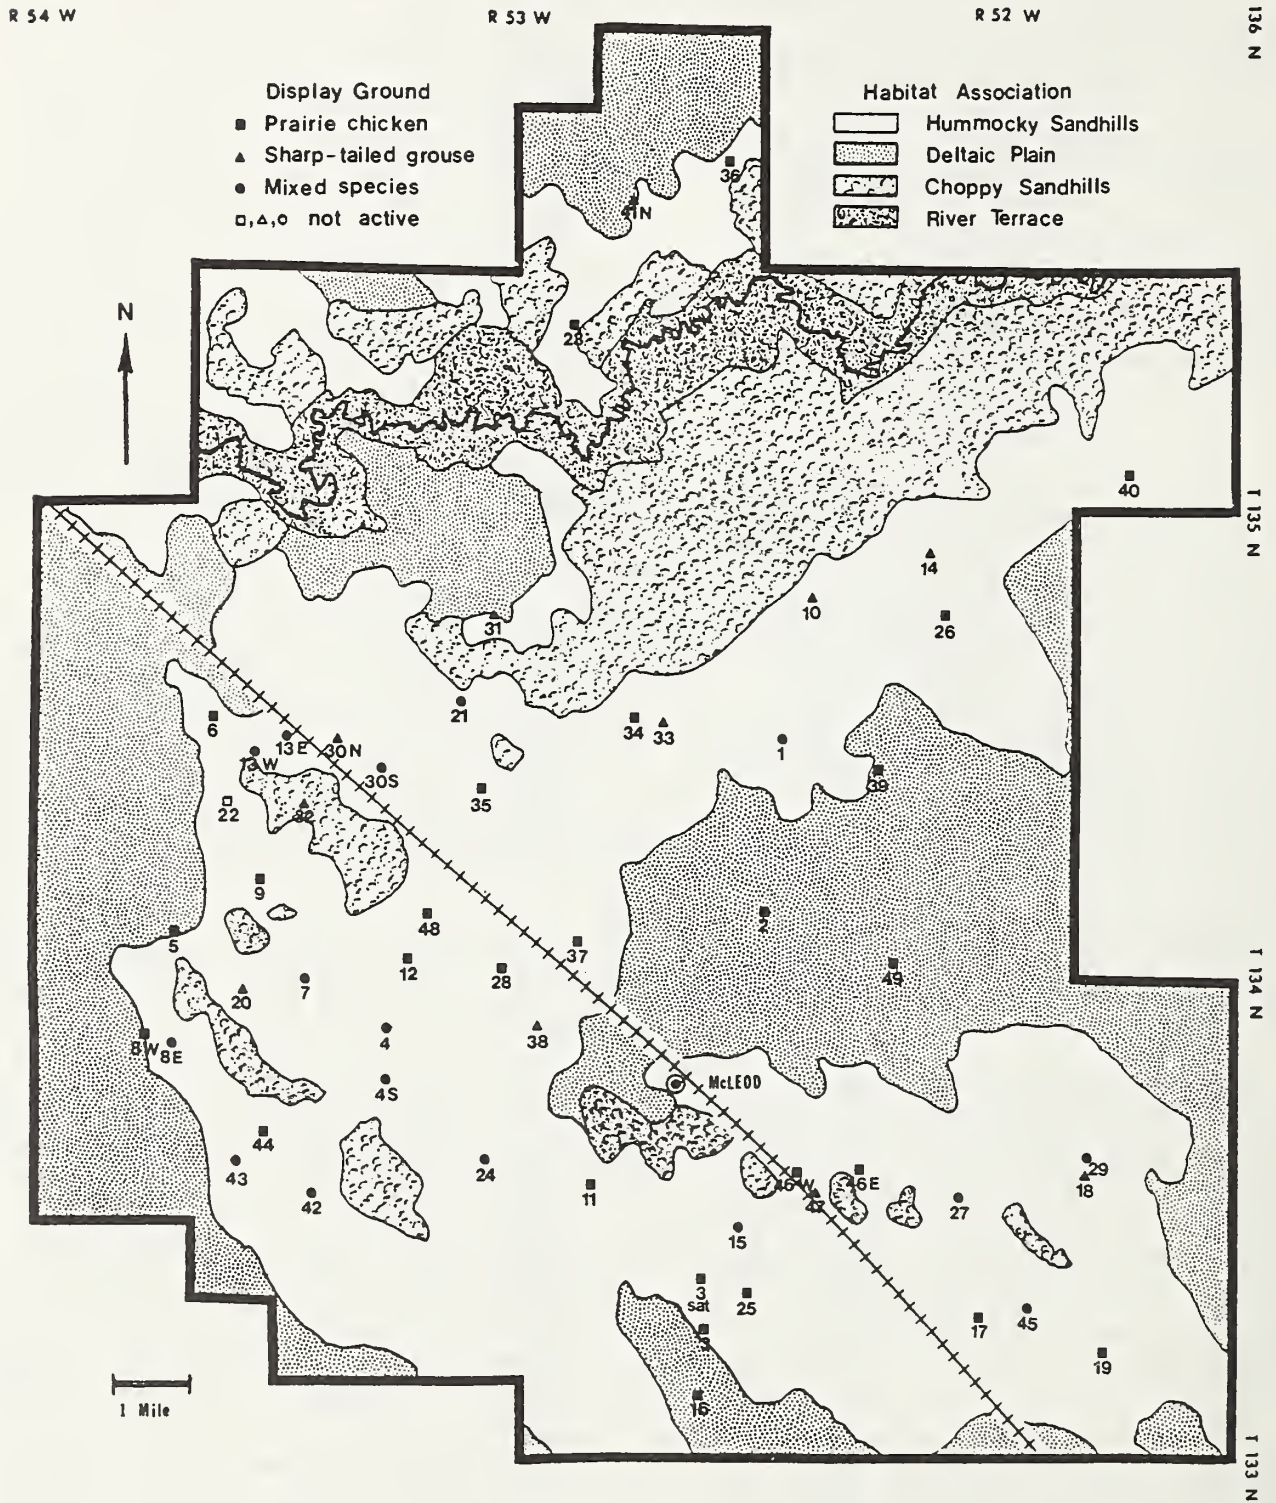 R 54 W
R 53 W
R 52 W
136 N
Display Ground
Prairie chicken
Sharp-tailed grouse
Mixed species
□,△,○ not active
Habitat Association
Hummocky Sandhills
Deltaic Plain
Choppy Sandhills
River Terrace
36
41N
N
23
40
T 135 N
14
10
26
31
21
6
13E
30N
34
33
1
13W
30S
39
22
32
35
9
48
2
5
12
28
37
49
T 134 N
20
7
8W
8E
4
38
4S
McLEOD
44
43
42
24
11
46W
47
46E
27
29
18
15
3
sat
25
3
17
45
19
16
1 Mile
T 133 N